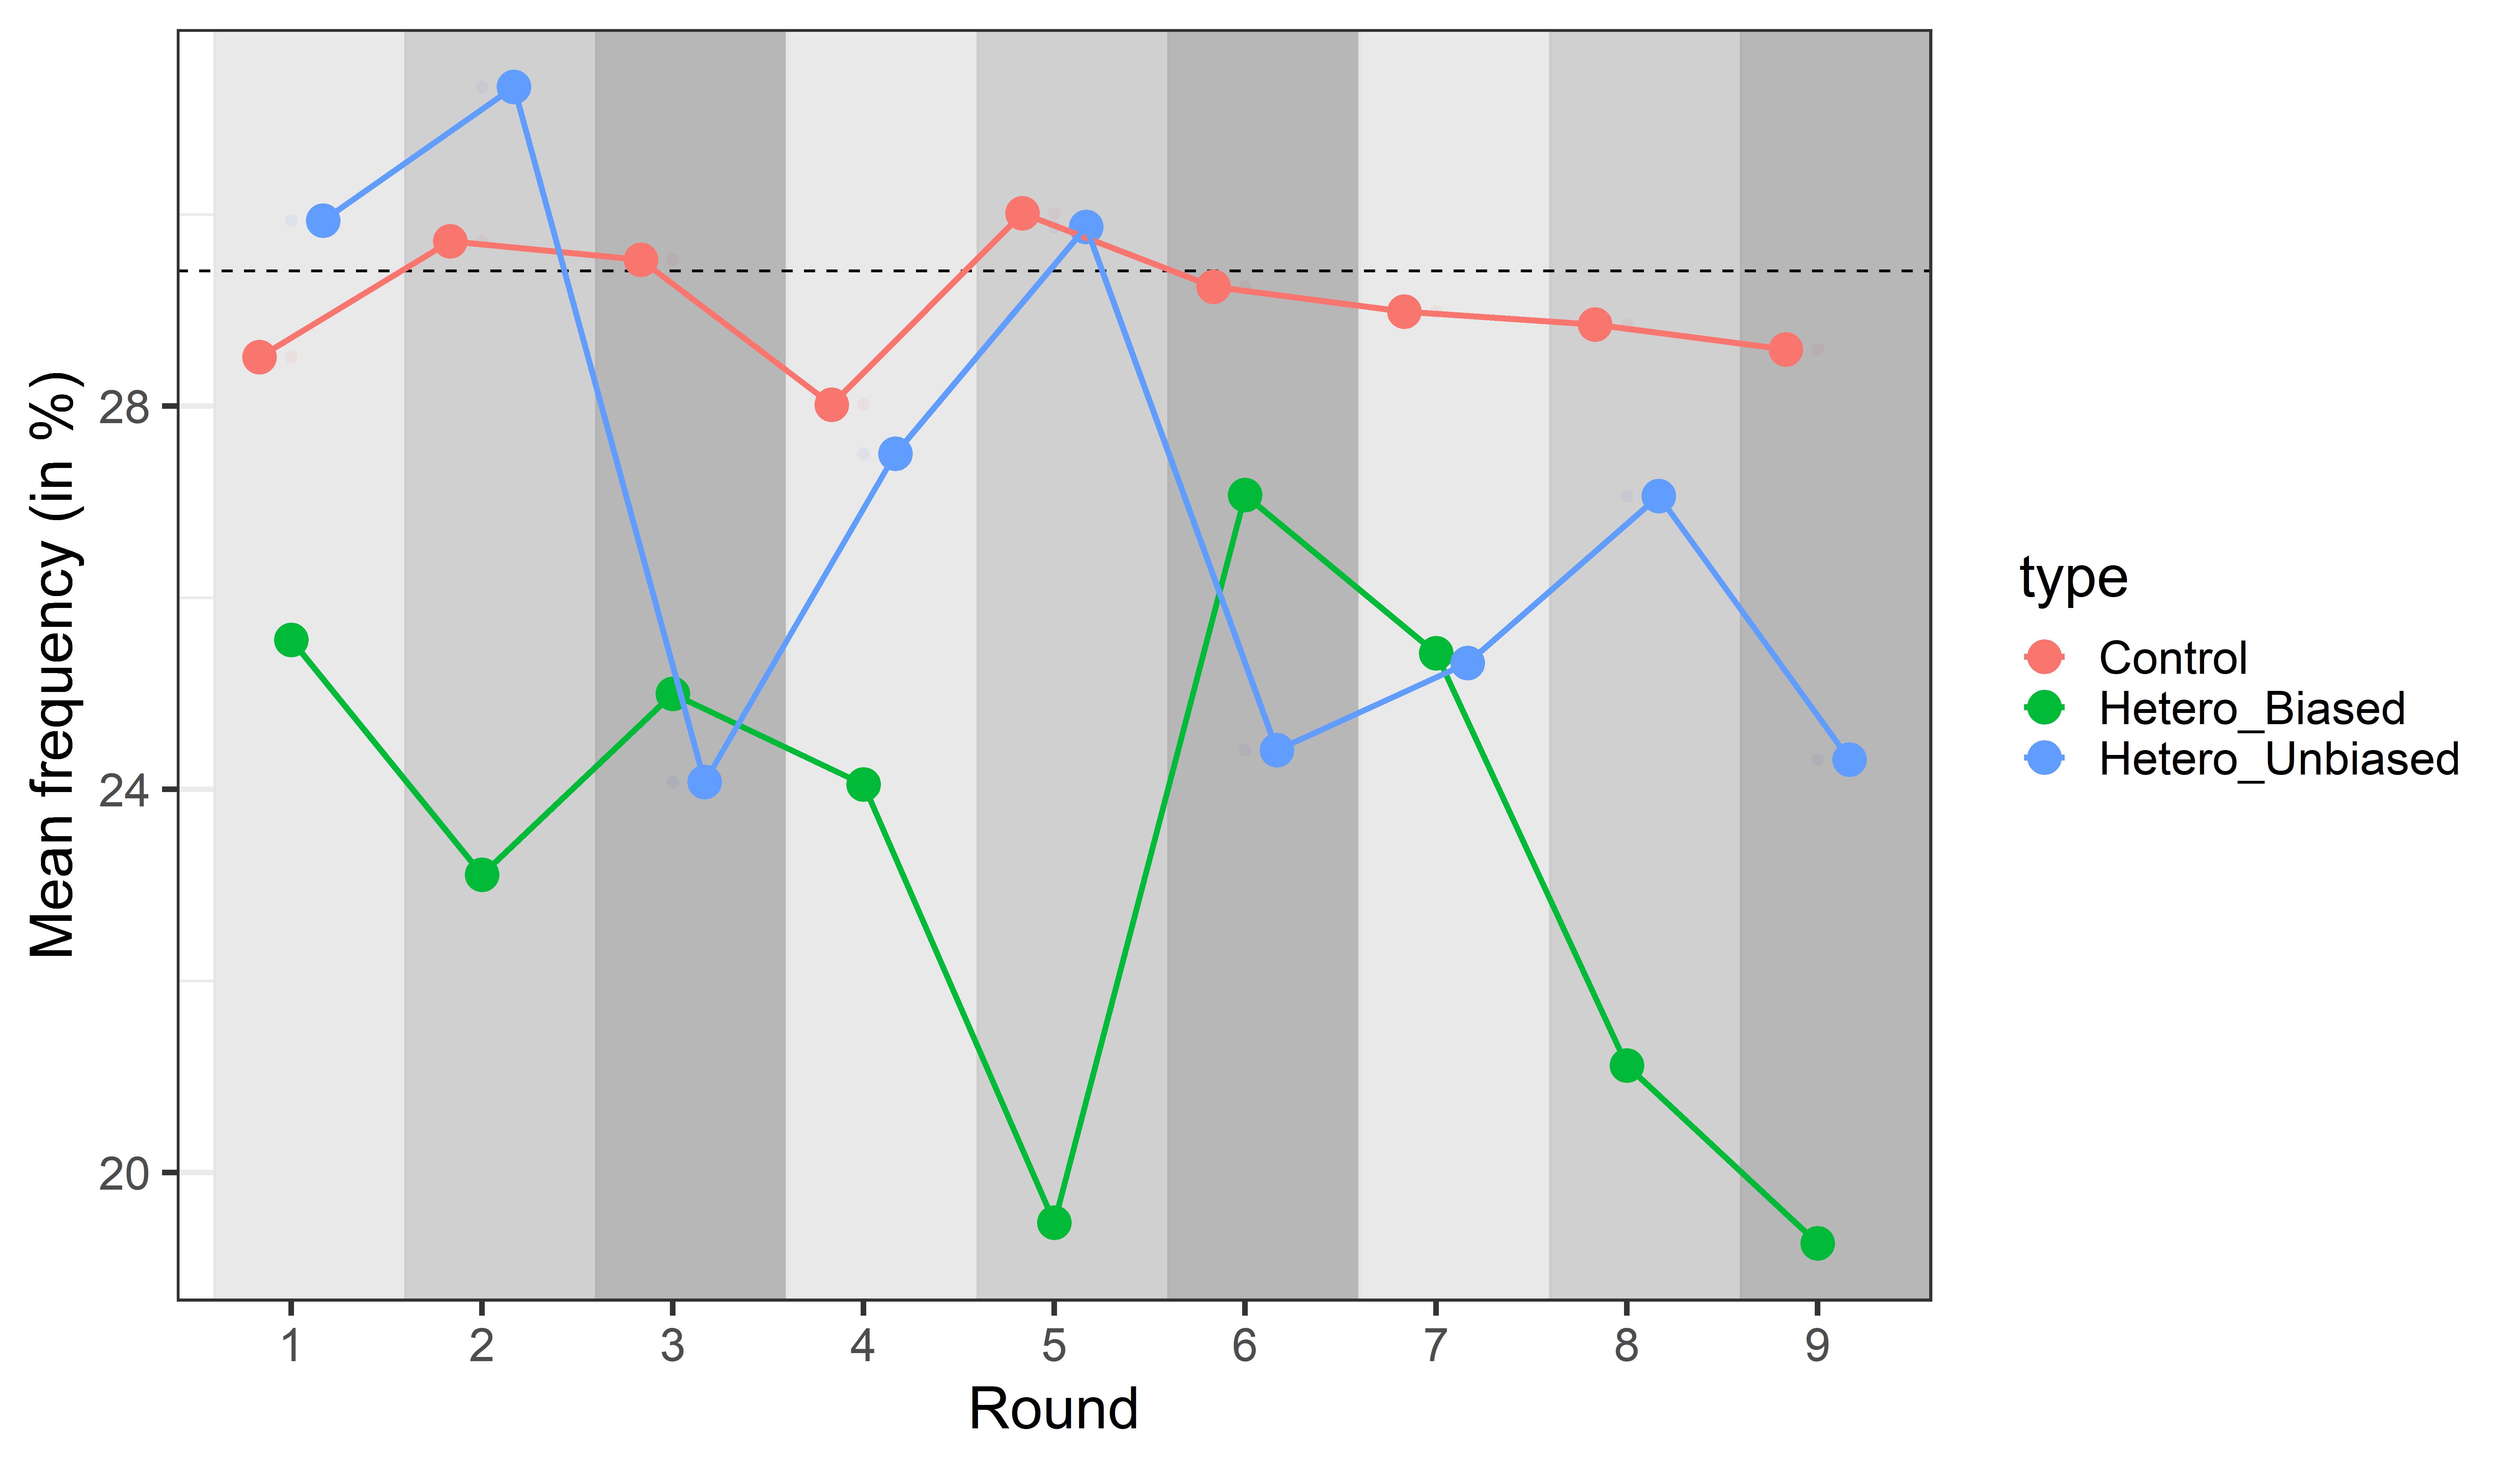 Mean frequency (in %)
28
24
20
1 2 3 4 5 6 7 8 9
Round
type
Control
Hetero_Biased
Hetero_Unbiased